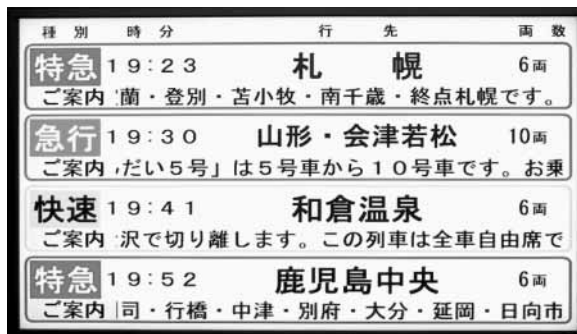 種別 時分 行先 両数
特急 19:23 札幌 6両
ご案内 蘭・登別・苫小牧・南千歳・終点札幌です。
急行 19:30 山形・会津若松 10両
ご案内 だい5号」は5号車から10号車です。お乗
快速 19:41 和倉温泉 6両
ご案内 沢で切り離します。この列車は全車自由席で
特急 19:52 鹿児島中央 6両
ご案内 司・行橋・中津・別府・大分・延岡・日向市